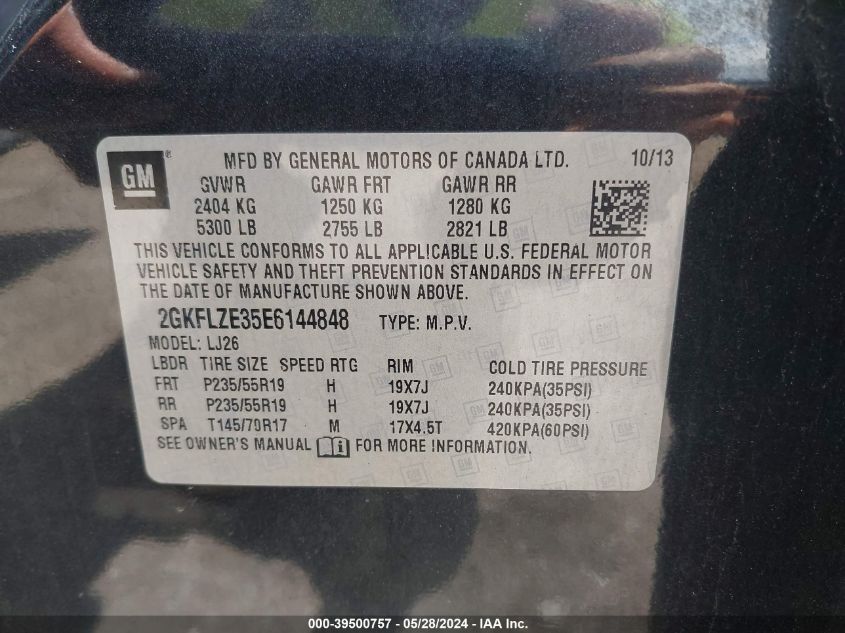 GM ® MFD BY GENERAL MOTORS OF CANADA LTD. 10/13
GVWR GAWR FRT GAWR RR
2404 KG 1250 KG 1280 KG
5300 LB 2755 LB 2821 LB
THIS VEHICLE CONFORMS TO ALL APPLICABLE U.S. FEDERAL MOTOR
VEHICLE SAFETY AND THEFT PREVENTION STANDARDS IN EFFECT ON
THE DATE OF MANUFACTURE SHOWN ABOVE.
2GKFLZE35E6144848 TYPE: M.P.V.
MODEL: LJ26
LBDR TIRE SIZE SPEED RTG RIM COLD TIRE PRESSURE
FRT P235/55R19 H 19X7J 240KPA(35PSI)
RR P235/55R19 H 19X7J 240KPA(35PSI)
SPA T145/70R17 M 17X4.5T 420KPA(60PSI)
SEE OWNER'S MANUAL FOR MORE INFORMATION.
000-39500757 - 05/28/2024 - IAA Inc.